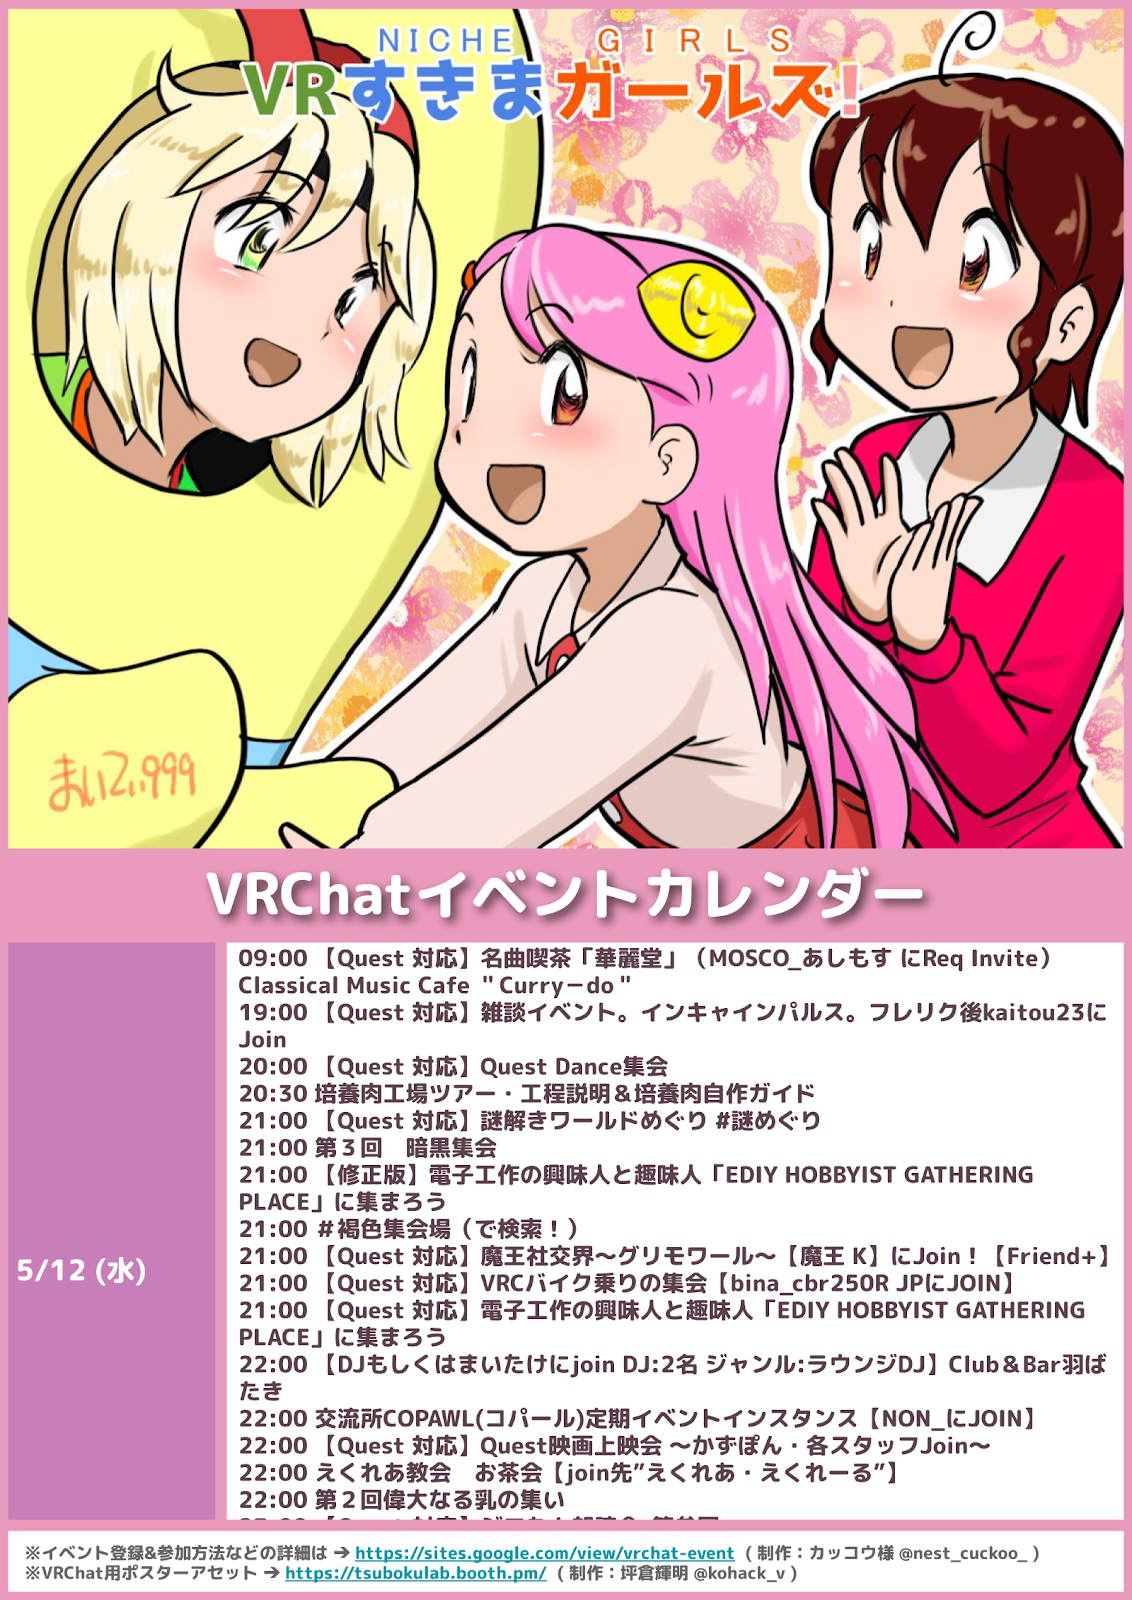 NICHE GIRLS
VRすきまガールズ!
まいてぃ999
VRChatイベントカレンダー
5/12 (水)
09:00 【Quest 対応】名曲喫茶「華麗堂」（MOSCO_あしもす にReq Invite）
Classical Music Cafe ＂Curry－do＂
19:00 【Quest 対応】雑談イベント。インキャインパルス。フレリク後kaitou23に
Join
20:00 【Quest 対応】Quest Dance集会
20:30 培養肉工場ツアー・工程説明＆培養肉自作ガイド
21:00 【Quest 対応】謎解きワールドめぐり #謎めぐり
21:00 第３回　暗黒集会
21:00 【修正版】電子工作の興味人と趣味人「EDIY HOBBYIST GATHERING
PLACE」に集まろう
21:00 ＃褐色集会場（で検索！）
21:00 【Quest 対応】魔王社交界～グリモワール～【魔王 K】にJoin！【Friend+】
21:00 【Quest 対応】VRCバイク乗りの集会【bina_cbr250R JPにJOIN】
21:00 【Quest 対応】電子工作の興味人と趣味人「EDIY HOBBYIST GATHERING
PLACE」に集まろう
22:00 【DJもしくはまいたけにjoin DJ:2名 ジャンル:ラウンジDJ】Club＆Bar羽ば
たき
22:00 交流所COPAWL(コパール)定期イベントインスタンス【NON_にJOIN】
22:00 【Quest 対応】Quest映画上映会 ～かずぽん・各スタッフJoin～
22:00 えくれあ教会　お茶会【join先”えくれあ・えくれーる”】
22:00 第２回偉大なる乳の集い
※イベント登録&参加方法などの詳細は ➔ https://sites.google.com/view/vrchat-event （ 制作：カッコウ様 @nest_cuckoo_ ）
※VRChat用ポスターアセット ➔ https://tsubokulab.booth.pm/ （ 制作：坪倉輝明 @kohack_v ）